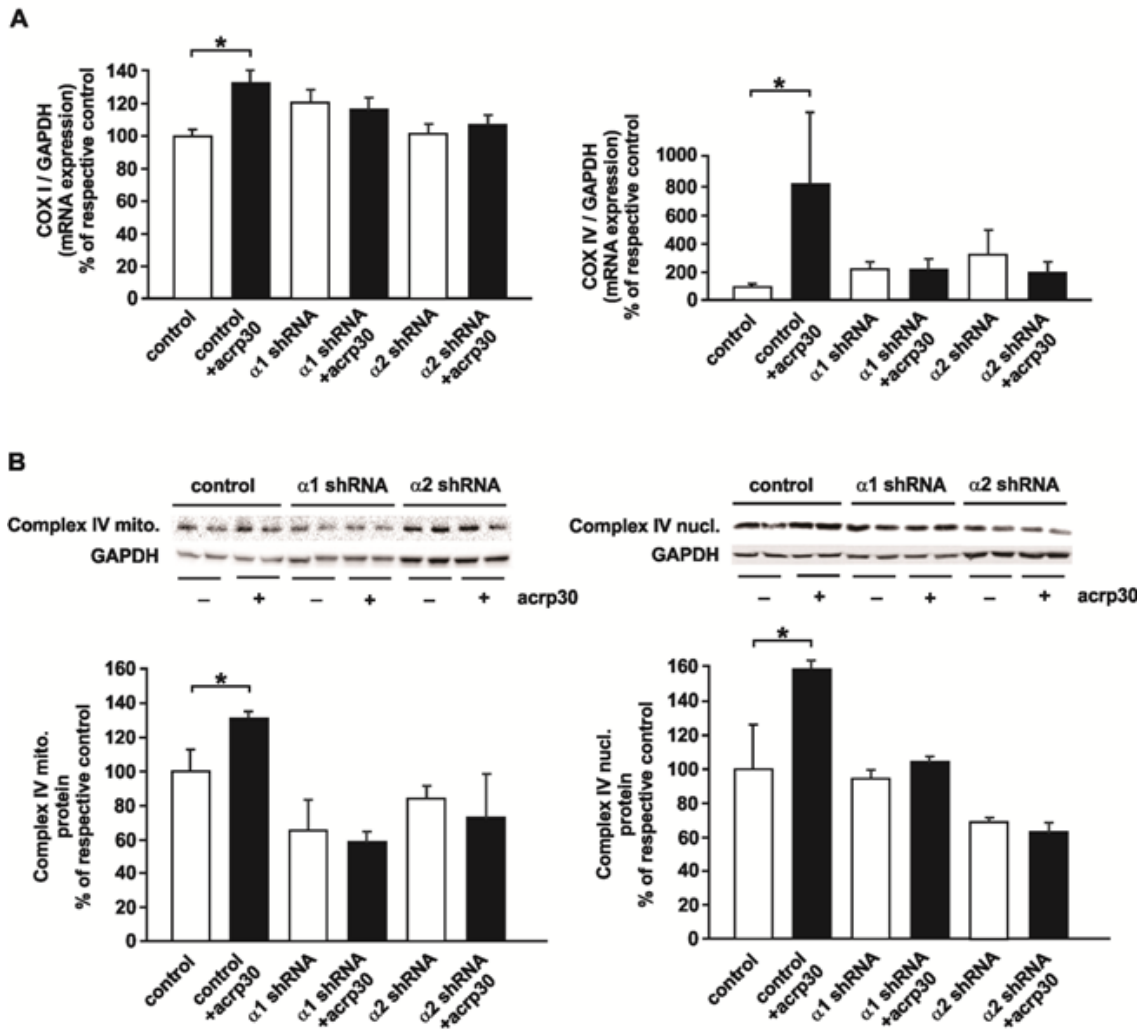 A
*
140
120
100
80
60
40
20
0
COX I / GAPDH
(mRNA expression)
% of respective control
control
control
+acrp30
α1 shRNA
α1 shRNA
+acrp30
α2 shRNA
α2 shRNA
+acrp30
*
1000
800
600
400
200
0
COX IV / GAPDH
(mRNA expression)
% of respective control
control
control
+acrp30
α1 shRNA
α1 shRNA
+acrp30
α2 shRNA
α2 shRNA
+acrp30
B
control α1 shRNA α2 shRNA
Complex IV mito.
GAPDH
– + – + – + acrp30
*
160
140
120
100
80
60
40
20
0
Complex IV mito.
protein
% of respective control
control
control
+acrp30
α1 shRNA
α1 shRNA
+acrp30
α2 shRNA
α2 shRNA
+acrp30
control α1 shRNA α2 shRNA
Complex IV nucl.
GAPDH
– + – + – + acrp30
*
160
140
120
100
80
60
40
20
0
Complex IV nucl.
protein
% of respective control
control
control
+acrp30
α1 shRNA
α1 shRNA
+acrp30
α2 shRNA
α2 shRNA
+acrp30